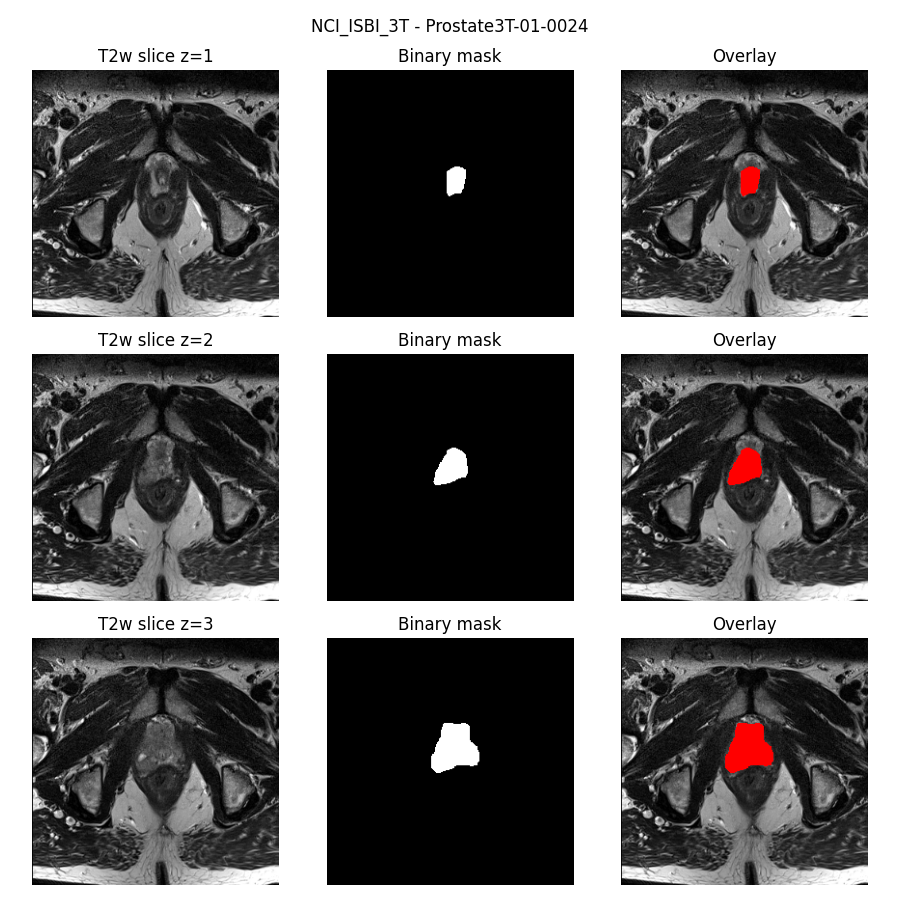 NCI_ISBI_3T - Prostate3T-01-0024
T2w slice z=1
Binary mask
Overlay
T2w slice z=2
Binary mask
Overlay
T2w slice z=3
Binary mask
Overlay